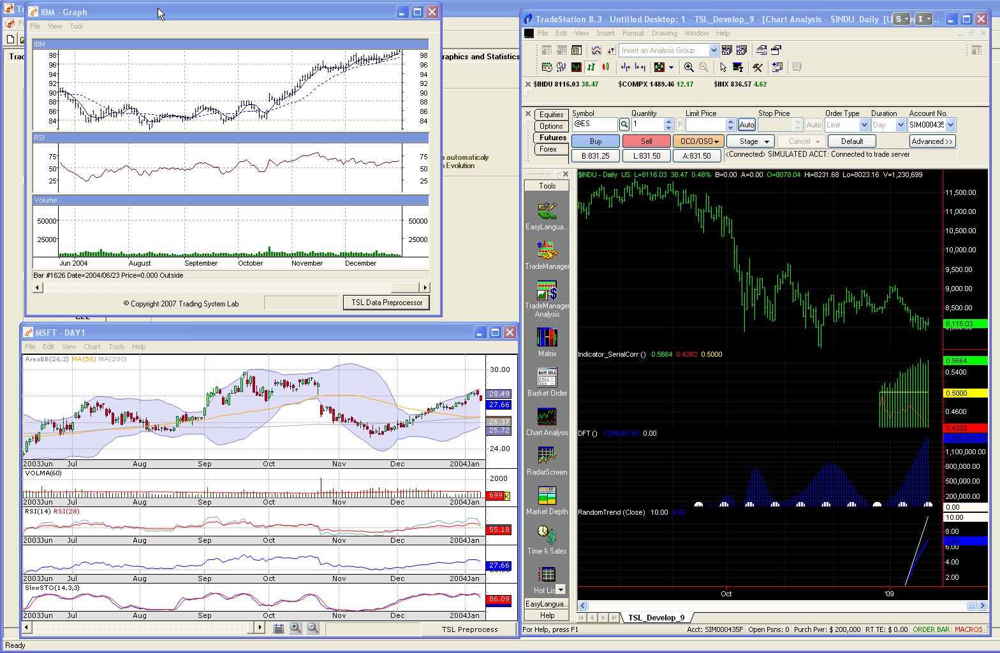 IBM - Graph
File View Tool
IBM
98 98
96 96
94 94
92 92
90 90
88 88
86 86
84 84
RSI
75 75
50 50
25 25
Volume
50000 50000
25000 25000
Jun 2004 August September October November December
Bar #1626 Date=2004/06/23 Price=0.000 Outside
© Copyright 2007 Trading System Lab
TSL Data Preprocessor
raphics and Statistics
a automaticaly
n Evolution
MSFT - DAY1
File Edit View Chart Tools Help
AreaBB(26,2) MA(50) MA(200)
30.00
28.49
27.66
26.37
25.72
24.00
2003Jun Jul Aug Sep Oct Nov Dec 2004Jan
VOLMA(60)
2000
699 K
2003Jun Jul Aug Sep Oct Nov Dec 2004Jan
RSI(14) RSI(28)
55.18
2003Jun Jul Aug Sep Oct Nov Dec 2004Jan
27.66
2003Jun Jul Aug Sep Oct Nov Dec 2004Jan
SlowSTO(14,3,3)
86.09
2003Jun Jul Aug Sep Oct Nov Dec 2004Jan
TSL Preprocess
Ready
TradeStation 8.3 - Untitled Desktop: 1 - TSL_Develop_9 - [Chart Analysis - $INDU Daily
File Edit View Insert Format Drawing Window Help
Insert an Analysis Group
$INDU 8116.03 38.47 $COMPX 1489.46 12.17 $INX 836.57 4.62
Equities
Options
Futures
Forex
Symbol Quantity Limit Price Stop Price Order Type Duration Account No.
@ES 1 P Auto Auto Limit Day SIM000435
Buy Sell OCO/OSO Stage Cancel Default Advanced >>
B:831.25 L:831.50 A:831.50 <Connected> SIMULATED ACCT: Connected to trade server
Tools
EasyLangua...
TradeManager
TradeManager Analysis
Matrix
Basket Order
Chart Analysis
RadarScreen
Market Depth
Time & Sales
Hot Lis
EasyLangua...
Help
$INDU - Daily US L=8116.03 38.47 0.48% B=0.00 A=0.00 O=8078.04 Hi=8231.68 Lo=8023.16 V=1,230,699
11,500.00
11,000.00
10,500.00
10,000.00
9,500.00
9,000.00
8,500.00
8,116.03
Indicator_SerialCorr () 0.5664 0.4262 0.5000
0.5664
0.5400
0.5000
0.4600
0.4262
DFT () 1399301.62 0.00
1,399,301.62
1,100,000.00
800,000.00
500,000.00
200,000.00
0.00
RandomTrend (Close) 10.00 6.92
10.00
8.00
6.00
4.00
2.00
Oct '09
TSL_Develop_9
For Help, press F1
Acct: SIM000435F Open Psns: 0 Purch Pwr: $ 200,000 RT TE: $ 0.00 ORDER BAR MACROS